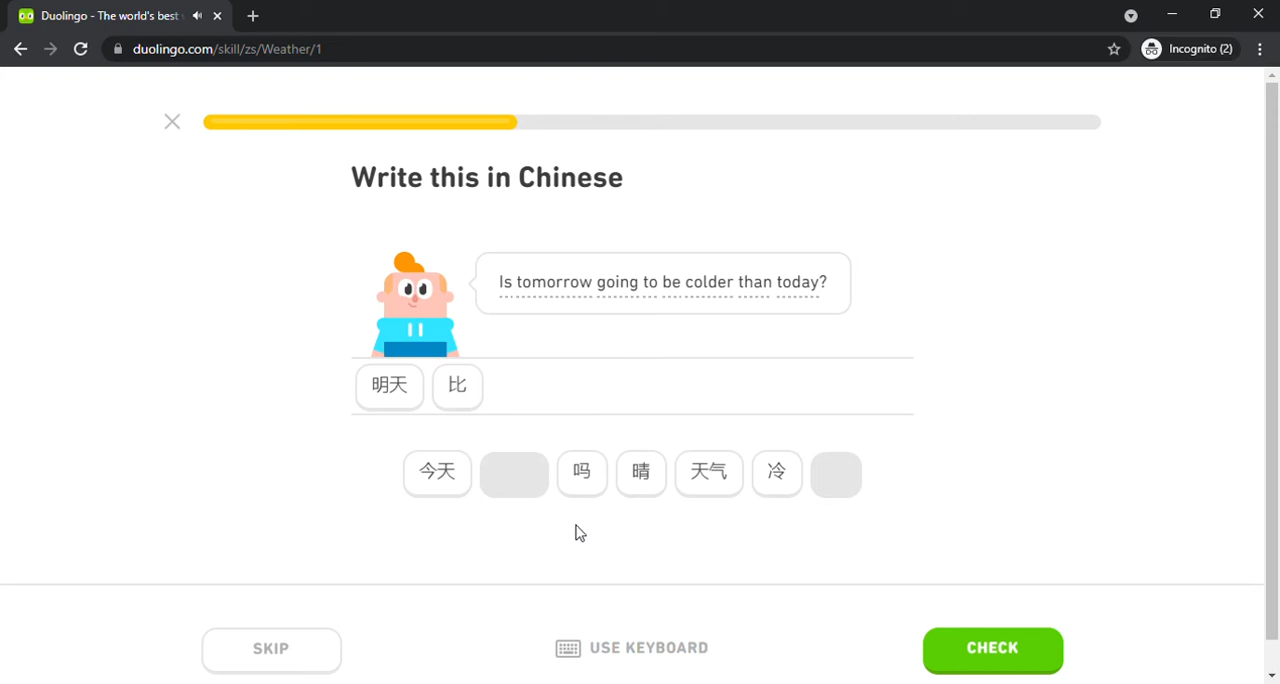 Duolingo - The world's best
duolingo.com/skill/zs/Weather/1
Incognito (2)
Write this in Chinese
Is tomorrow going to be colder than today?
明天 比
今天 吗 晴 天气 冷
SKIP
USE KEYBOARD
CHECK